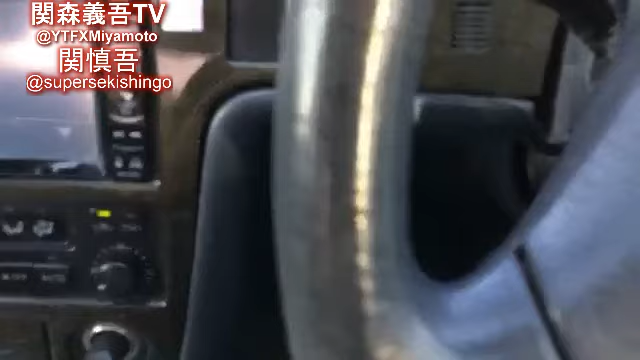 関森義吾TV
@YTFXMiyamoto
関慎吾
@supersekishingo